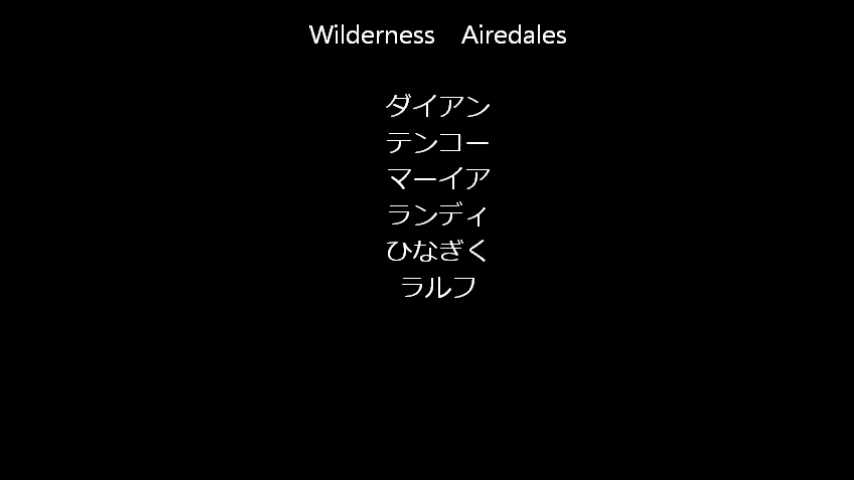 Wilderness Airedales
ダイアン
テンコー
マーイア
ランディ
ひなぎく
ラルフ